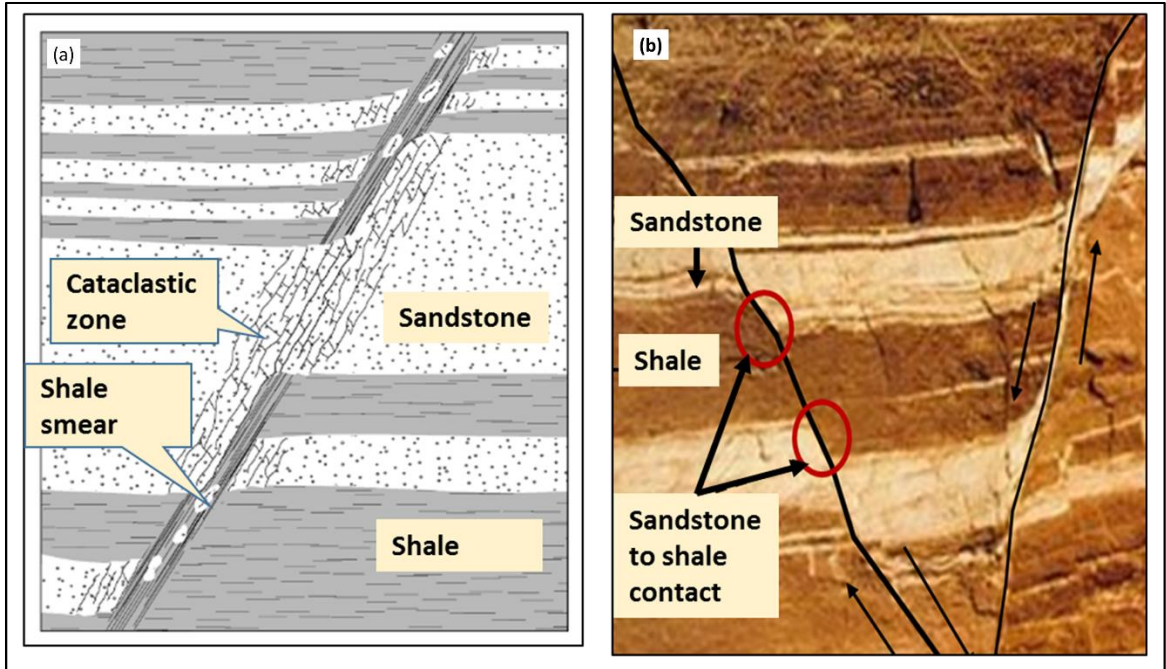 (a)
Cataclastic
zone
Sandstone
Shale
smear
Shale
(b)
Sandstone
Shale
Sandstone
to shale
contact